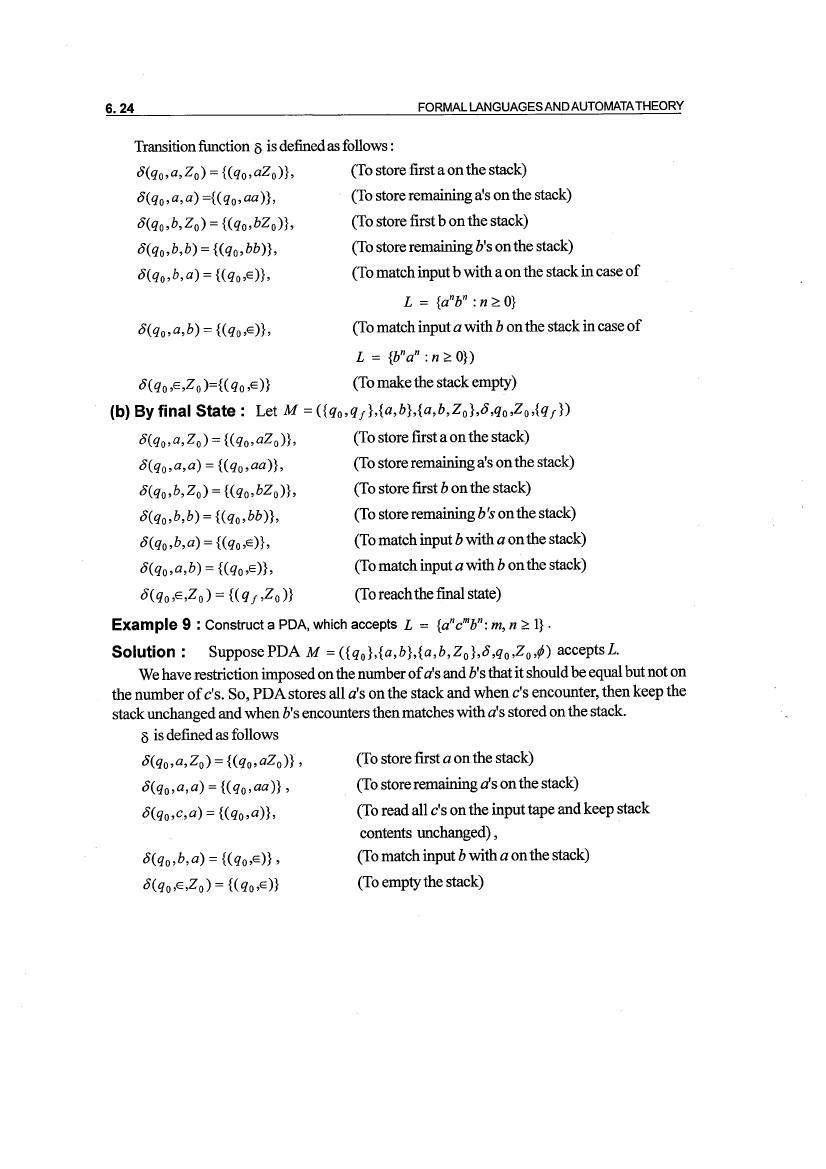 6. 24 FORMAL LANGUAGES AND AUTOMATA THEORY
Transition function δ is defined as follows :
δ(q₀,a,Z₀) = {(q₀,aZ₀)}, (To store first a on the stack)
δ(q₀,a,a) ={(q₀,aa)}, (To store remaining a's on the stack)
δ(q₀,b,Z₀) = {(q₀,bZ₀)}, (To store first b on the stack)
δ(q₀,b,b) = {(q₀,bb)}, (To store remaining b's on the stack)
δ(q₀,b,a) = {(q₀,∈)}, (To match input b with a on the stack in case of
L = {aⁿbⁿ : n ≥ 0}
δ(q₀,a,b) = {(q₀,∈)}, (To match input a with b on the stack in case of
L = {bⁿaⁿ : n ≥ 0})
δ(q₀,∈,Z₀)={(q₀,∈)} (To make the stack empty)
(b) By final State : Let M = ({q₀,q_f},{a,b},{a,b,Z₀},δ,q₀,Z₀,{q_f})
δ(q₀,a,Z₀) = {(q₀,aZ₀)}, (To store first a on the stack)
δ(q₀,a,a) = {(q₀,aa)}, (To store remaining a's on the stack)
δ(q₀,b,Z₀) = {(q₀,bZ₀)}, (To store first b on the stack)
δ(q₀,b,b) = {(q₀,bb)}, (To store remaining b's on the stack)
δ(q₀,b,a) = {(q₀,∈)}, (To match input b with a on the stack)
δ(q₀,a,b) = {(q₀,∈)}, (To match input a with b on the stack)
δ(q₀,∈,Z₀) = {(q_f,Z₀)} (To reach the final state)
Example 9 : Construct a PDA, which accepts L = {aⁿcᵐbⁿ: m, n ≥ 1} .
Solution : Suppose PDA M = ({q₀},{a,b},{a,b,Z₀},δ,q₀,Z₀,ϕ) accepts L.
We have restriction imposed on the number of a's and b's that it should be equal but not on
the number of c's. So, PDA stores all a's on the stack and when c's encounter, then keep the
stack unchanged and when b's encounters then matches with a's stored on the stack.
δ is defined as follows
δ(q₀,a,Z₀) = {(q₀,aZ₀)} , (To store first a on the stack)
δ(q₀,a,a) = {(q₀,aa)} , (To store remaining a's on the stack)
δ(q₀,c,a) = {(q₀,a)}, (To read all c's on the input tape and keep stack
contents unchanged) ,
δ(q₀,b,a) = {(q₀,∈)} , (To match input b with a on the stack)
δ(q₀,∈,Z₀) = {(q₀,∈)} (To empty the stack)